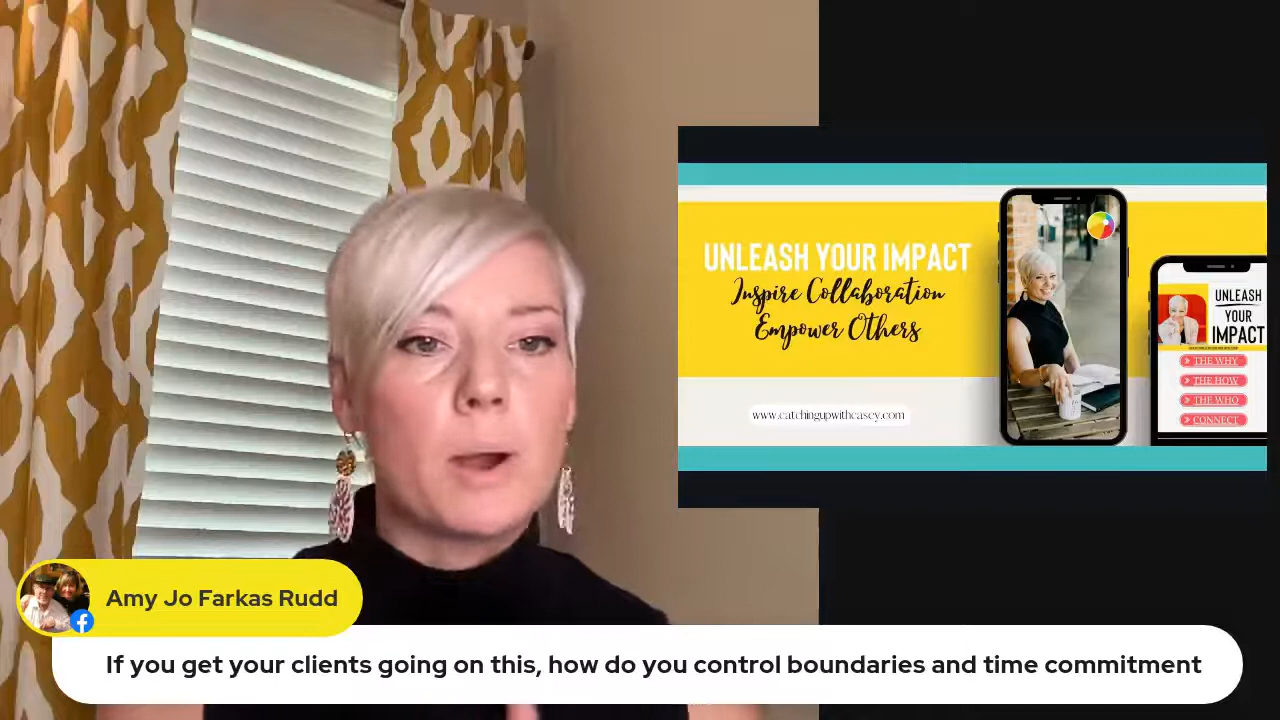 UNLEASH YOUR IMPACT
Inspire Collaboration
Empower Others
www.catchingupwithcasey.com
UNLEASH
YOUR
IMPACT
THE WHY
THE HOW
THE WHO
CONNECT
Amy Jo Farkas Rudd
If you get your clients going on this, how do you control boundaries and time commitment